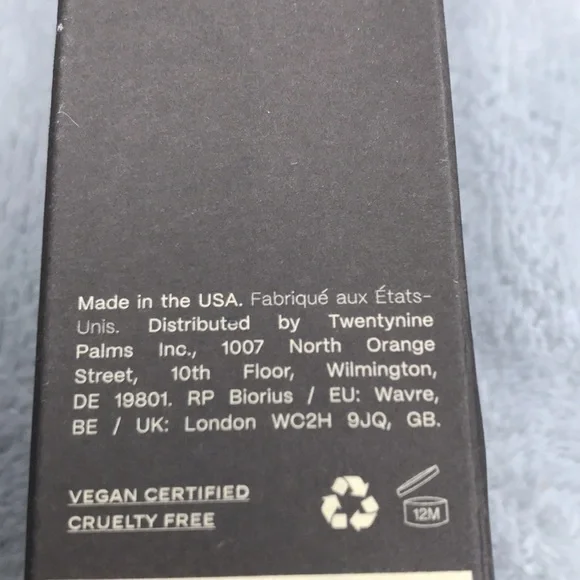 Made in the USA. Fabriqué aux États-
Unis. Distributed by Twentynine
Palms Inc., 1007 North Orange
Street, 10th Floor, Wilmington,
DE 19801. RP Biorius / EU: Wavre,
BE / UK: London WC2H 9JQ, GB.
VEGAN CERTIFIED
CRUELTY FREE
12M